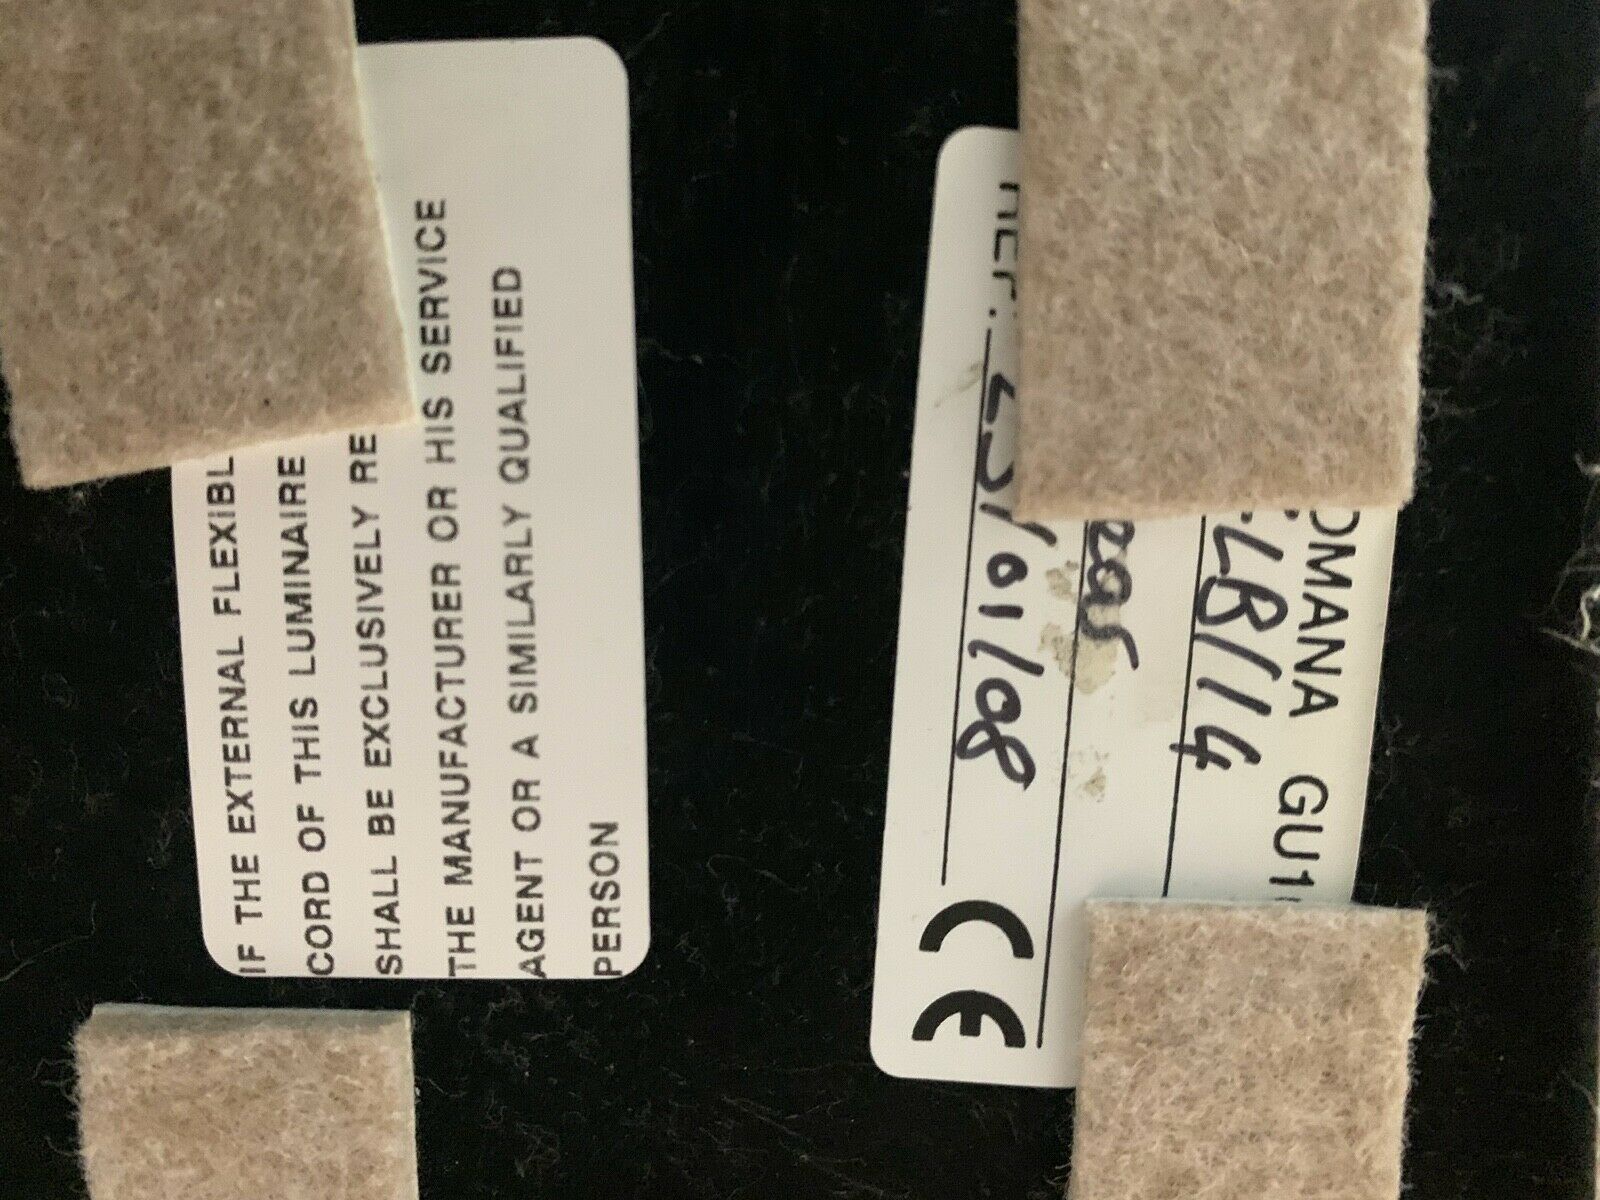 IF THE EXTERNAL FLEXIBL
CORD OF THIS LUMINAIRE
SHALL BE EXCLUSIVELY RE
THE MANUFACTURER OR HIS SERVICE
AGENT OR A SIMILARLY QUALIFIED
PERSON
23/01/08
LB/14
OMANA GU1
CE